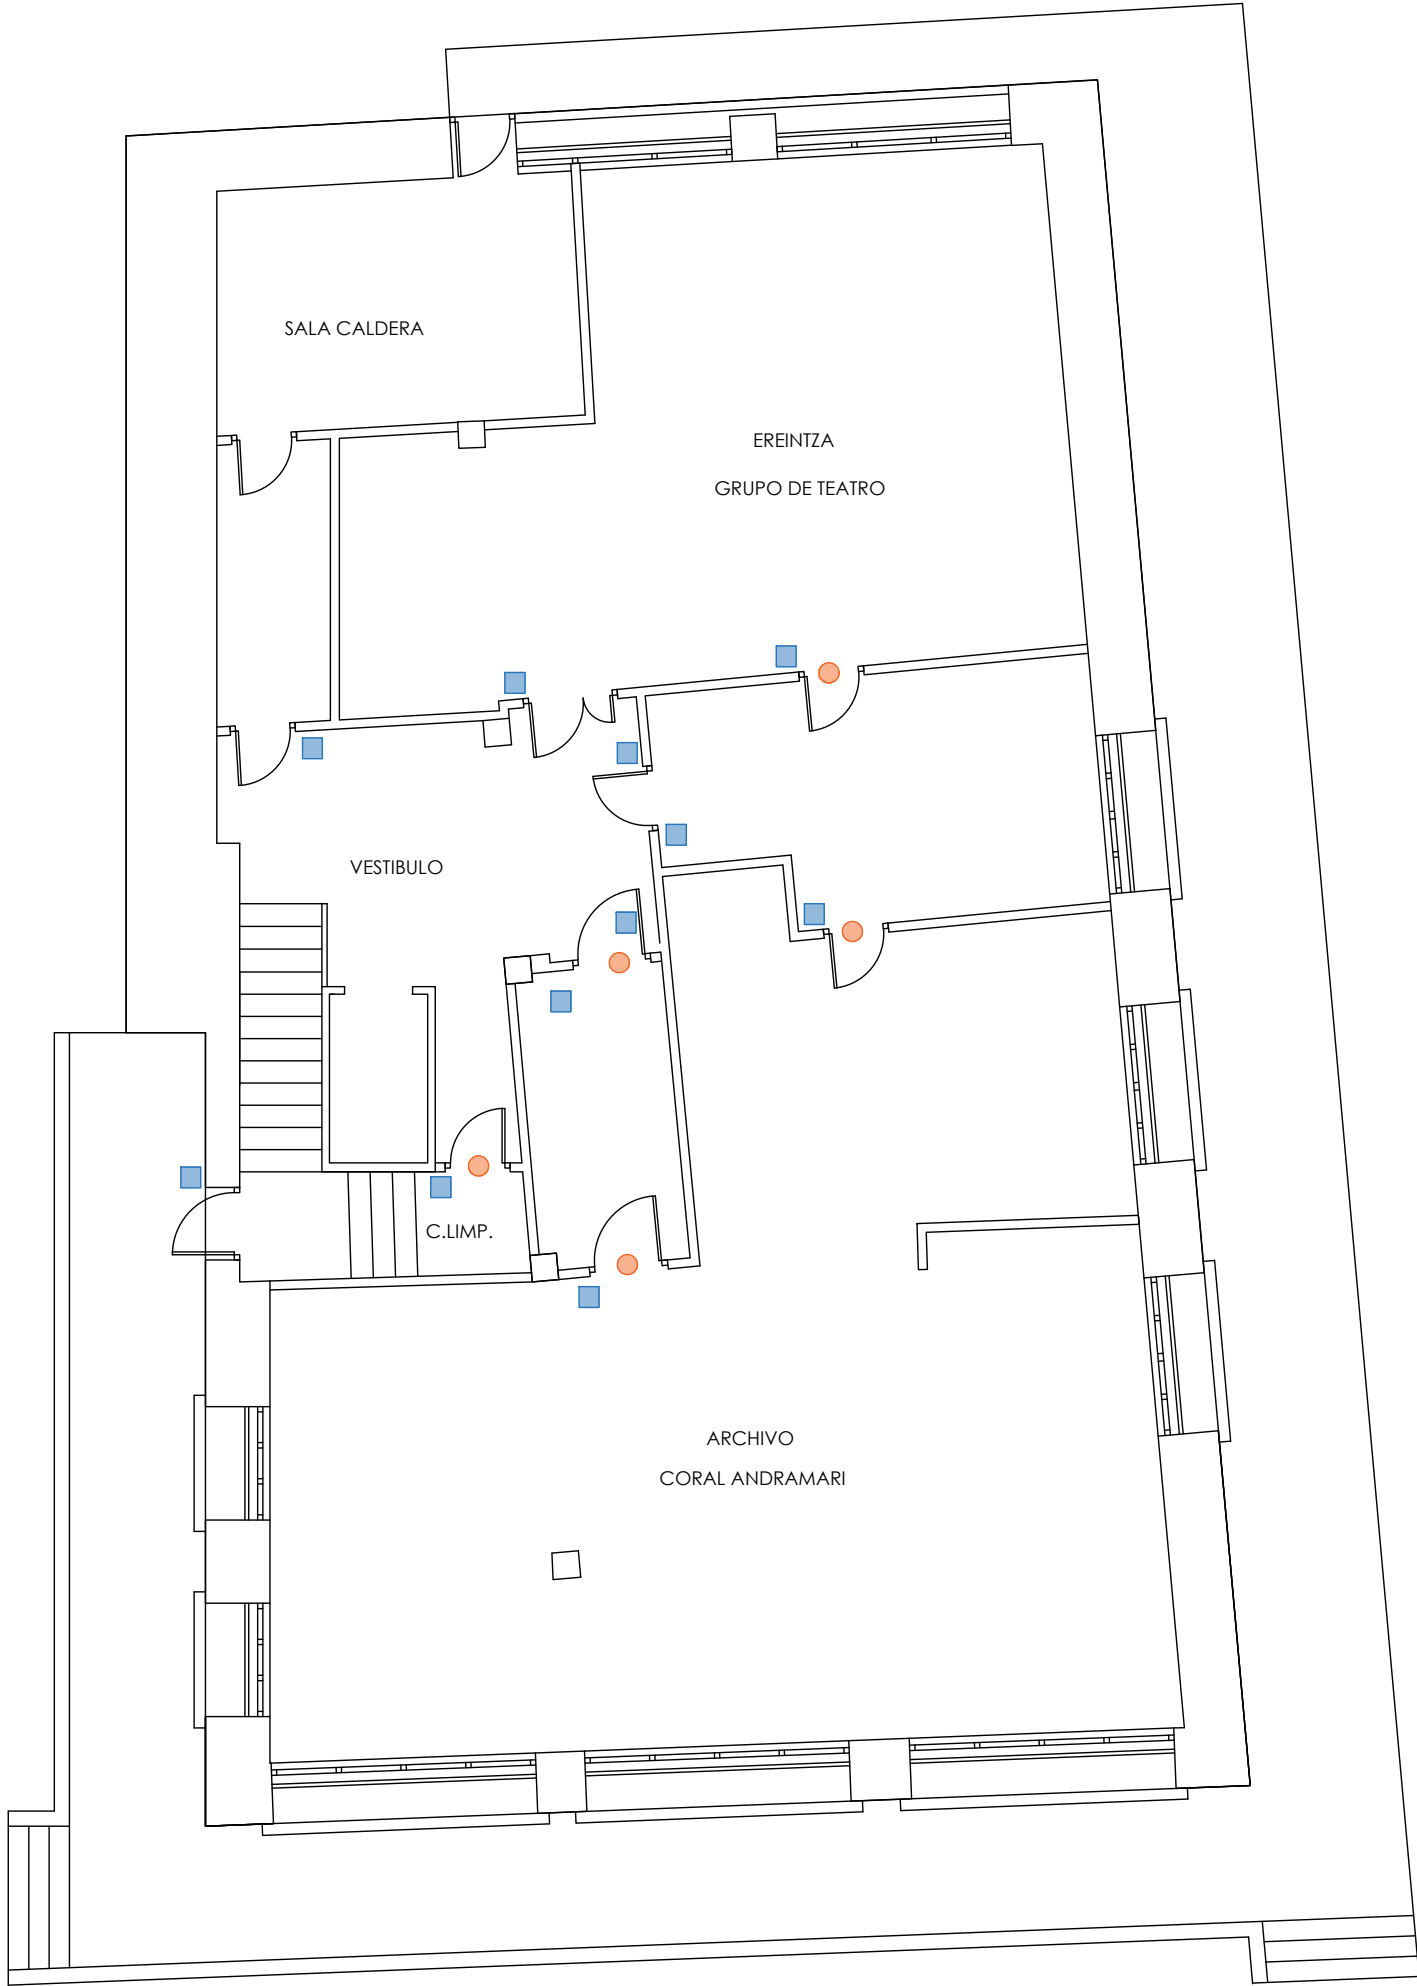 SALA CALDERA
EREINTZA
GRUPO DE TEATRO
VESTIBULO
C.LIMP.
ARCHIVO
CORAL ANDRAMARI